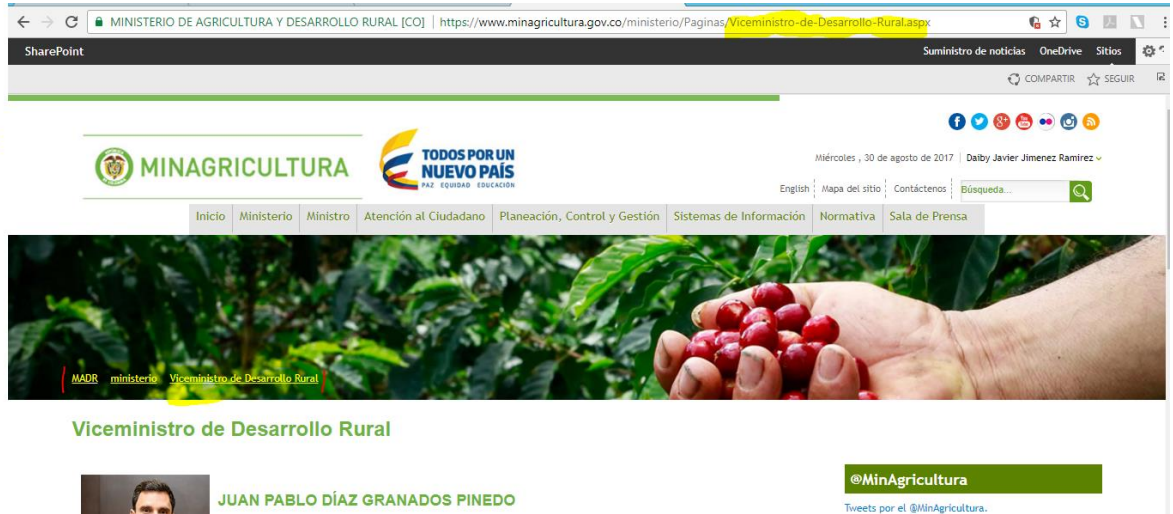 MINISTERIO DE AGRICULTURA Y DESARROLLO RURAL [CO] | https://www.minagricultura.gov.co/ministerio/Paginas/Viceministro-de-Desarrollo-Rural.aspx
SharePoint Suministro de noticias OneDrive Sitios
COMPARTIR SEGUIR
MINAGRICULTURA
TODOS POR UN
NUEVO PAÍS
PAZ EQUIDAD EDUCACIÓN
Miércoles , 30 de agosto de 2017 | Daiby Javier Jimenez Ramirez
English Mapa del sitio Contáctenos Búsqueda...
Inicio Ministerio Ministro Atención al Ciudadano Planeación, Control y Gestión Sistemas de Información Normativa Sala de Prensa
MADR ministerio Viceministro de Desarrollo Rural
Viceministro de Desarrollo Rural
JUAN PABLO DÍAZ GRANADOS PINEDO
@MinAgricultura
Tweets por el @MinAgricultura.